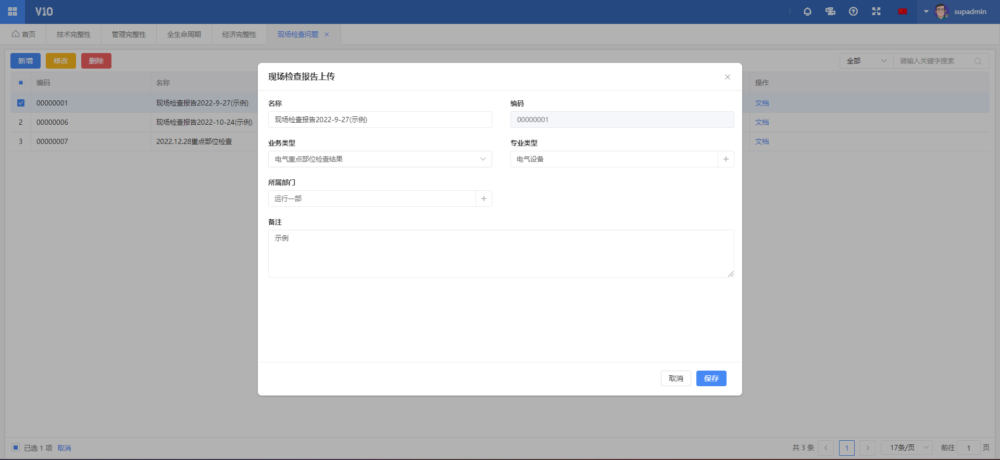 V10
supadmin
首页
技术完整性
管理完整性
全生命周期
经济完整性
现场检查问题
新增
修改
删除
全部
请输入关键字搜索
编码
名称
操作
00000001
现场检查报告2022-9-27(示例)
文档
2
00000006
现场检查报告2022-10-24(示例)
文档
3
00000007
2022.12.28重点部位检查
文档
现场检查报告上传
名称
编码
现场检查报告2022-9-27(示例)
00000001
业务类型
专业类型
电气重点部位检查结果
电气设备
所属部门
运行一部
备注
示例
取消
保存
已选 1 项 取消
共 3 条
1
17条/页
前往
1
页